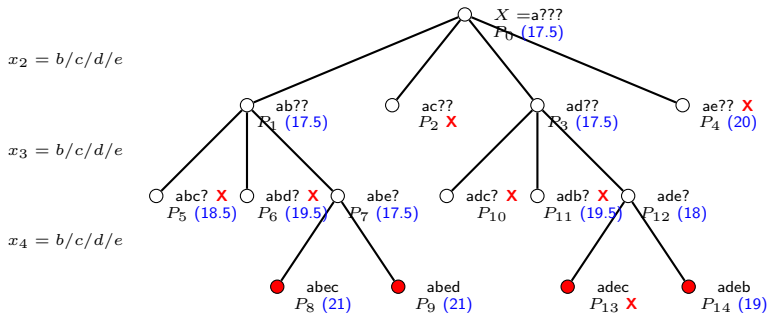 X =a???
P0 (17.5)
x2 = b/c/d/e
ab?? ac?? ad?? ae?? X
P1 (17.5) P2 X P3 (17.5) P4 (20)
x3 = b/c/d/e
abc? X abd? X abe? adc? X adb? X ade?
P5 (18.5) P6 (19.5) P7 (17.5) P10 P11 (19.5) P12 (18)
x4 = b/c/d/e
abec abed adec adeb
P8 (21) P9 (21) P13 X P14 (19)